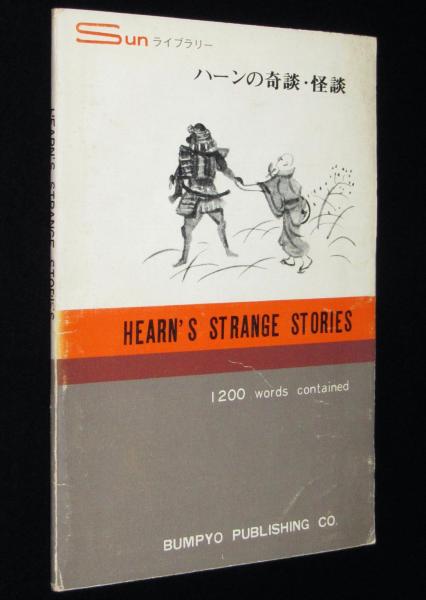 Sun ライブラリー
ハーンの奇談・怪談
HEARN'S STRANGE STORIES
1200 words contained
BUMPYO PUBLISHING CO.
HEARN'S STRANGE STORIES